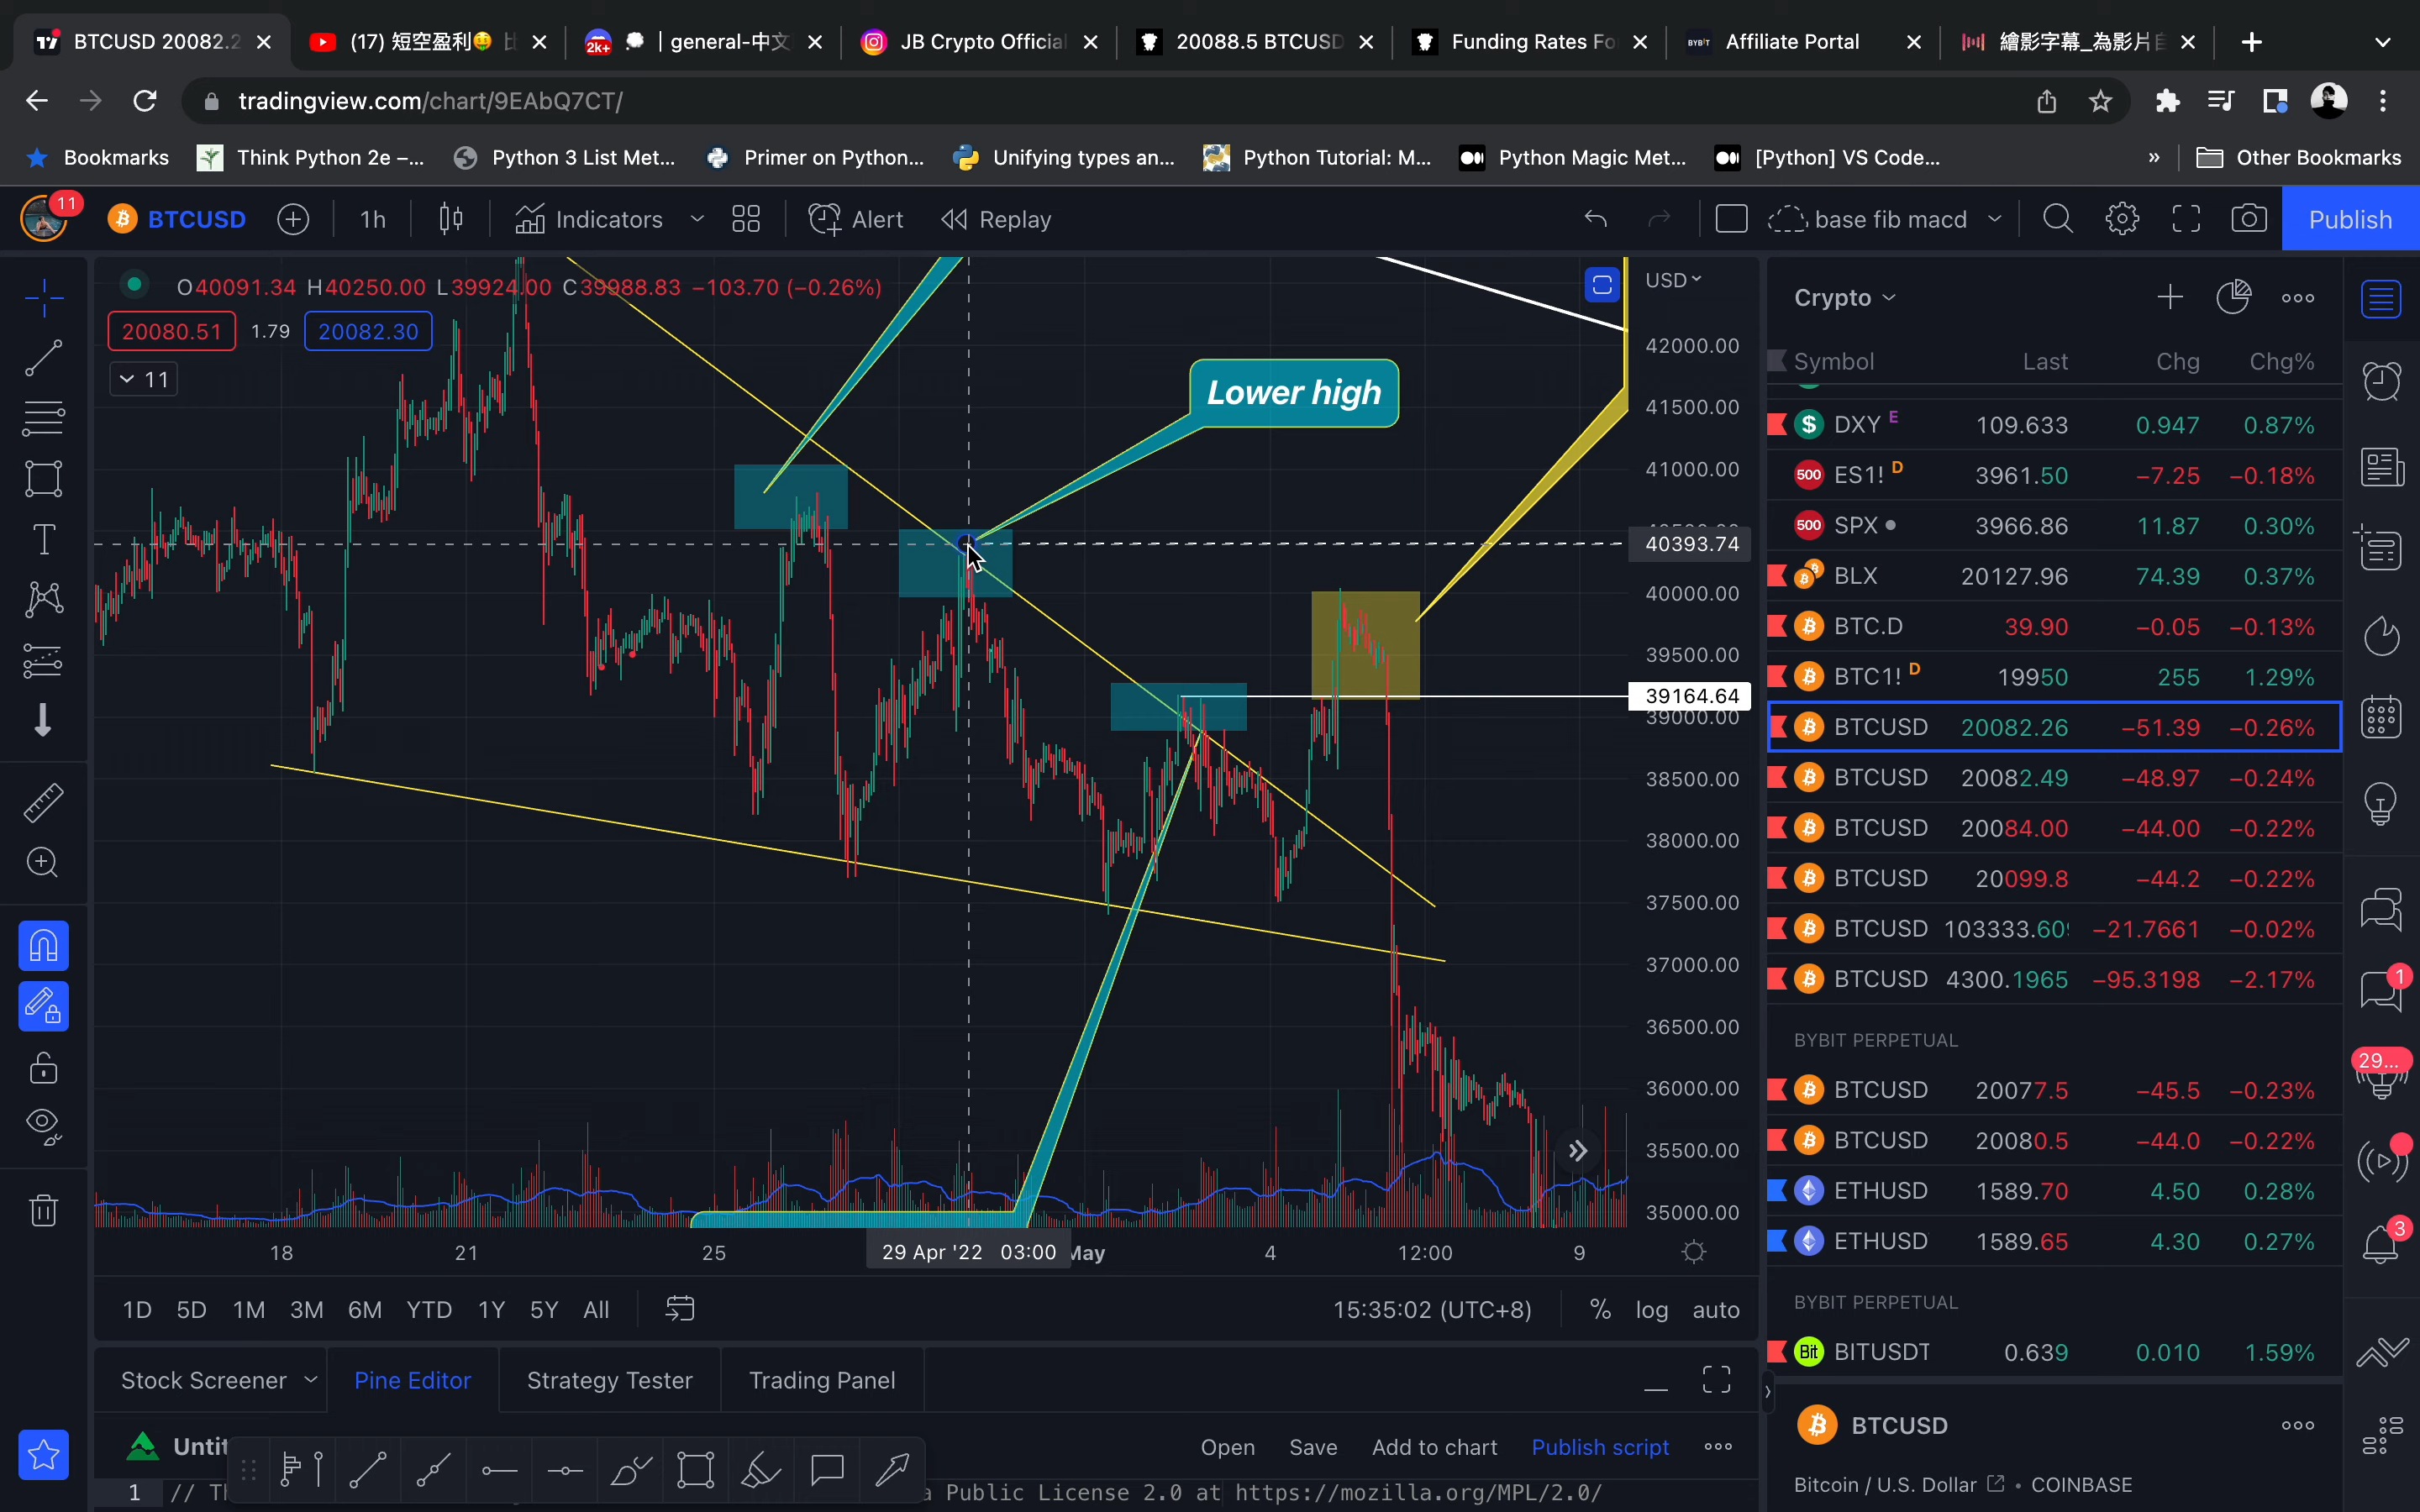 BTCUSD 20082.2
(17) 短空盈利🤑
general-中文
JB Crypto Official
20088.5 BTCUSD
Funding Rates Fo
Affiliate Portal
繪影字幕_為影片
tradingview.com/chart/9EAbQ7CT/
Bookmarks
Think Python 2e –...
Python 3 List Met...
Primer on Python...
Unifying types an...
Python Tutorial: M...
Python Magic Met...
[Python] VS Code...
Other Bookmarks
11
BTCUSD
1h
Indicators
Alert
Replay
base fib macd
Publish
O40091.34 H40250.00 L39924.00 C39988.83 −103.70 (−0.26%)
20080.51 1.79 20082.30
11
Lower high
USD
42000.00
41500.00
41000.00
40393.74
40000.00
39500.00
39164.64
39000.00
38500.00
38000.00
37500.00
37000.00
36500.00
36000.00
35500.00
35000.00
18 21 25 29 Apr '22 03:00 May 4 12:00 9
1D 5D 1M 3M 6M YTD 1Y 5Y All
15:35:02 (UTC+8) % log auto
Stock Screener Pine Editor Strategy Tester Trading Panel
Open Save Add to chart Publish script
1 // Th
Public License 2.0 at https://mozilla.org/MPL/2.0/
Crypto
Symbol Last Chg Chg%
DXY E 109.633 0.947 0.87%
500 ES1! D 3961.50 −7.25 −0.18%
500 SPX 3966.86 11.87 0.30%
BLX 20127.96 74.39 0.37%
BTC.D 39.90 −0.05 −0.13%
BTC1! D 19950 255 1.29%
BTCUSD 20082.26 −51.39 −0.26%
BTCUSD 20082.49 −48.97 −0.24%
BTCUSD 20084.00 −44.00 −0.22%
BTCUSD 20099.8 −44.2 −0.22%
BTCUSD 103333.60 −21.7661 −0.02%
BTCUSD 4300.1965 −95.3198 −2.17%
BYBIT PERPETUAL
BTCUSD 20077.5 −45.5 −0.23%
BTCUSD 20080.5 −44.0 −0.22%
ETHUSD 1589.70 4.50 0.28%
ETHUSD 1589.65 4.30 0.27%
BYBIT PERPETUAL
Bit BITUSDT 0.639 0.010 1.59%
BTCUSD
Bitcoin / U.S. Dollar • COINBASE
1
29...
3